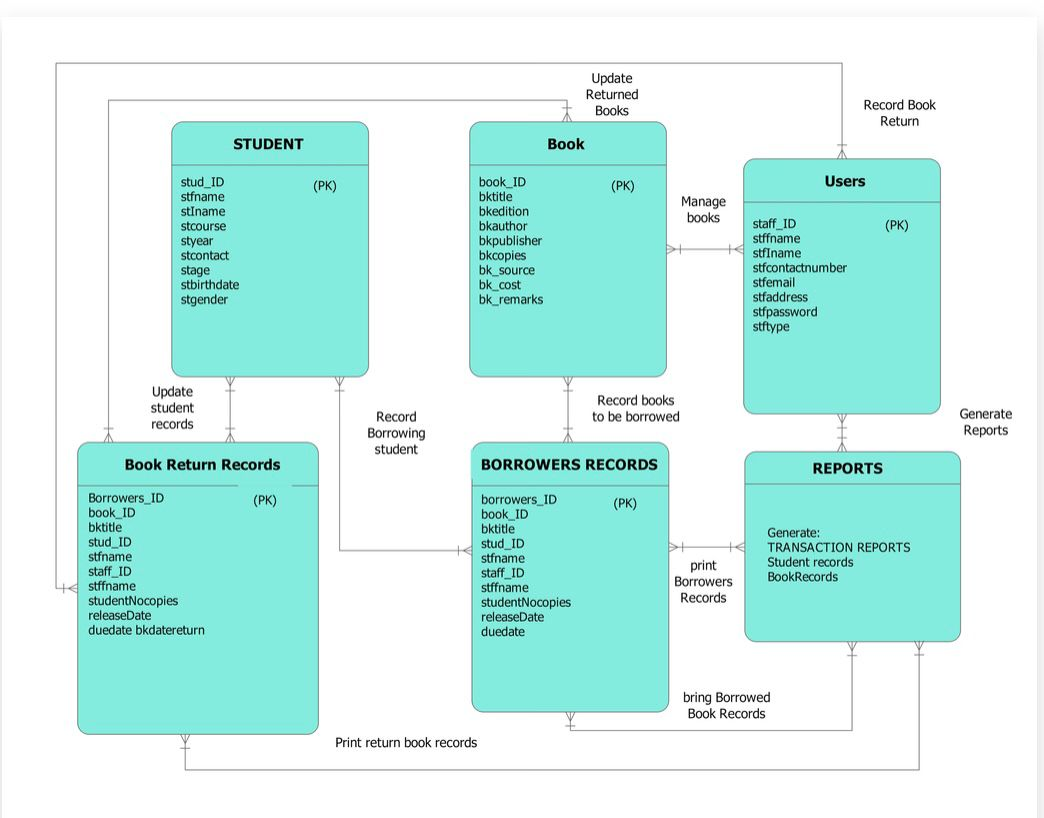 Update
Returned
Books
Record Book
Return
STUDENT
stud_ID (PK)
stfname
stIname
stcourse
styear
stcontact
stage
stbirthdate
stgender
Book
book_ID (PK)
bktitle
bkedition
bkauthor
bkpublisher
bkcopies
bk_source
bk_cost
bk_remarks
Manage
books
Users
staff_ID (PK)
stffname
stfIname
stfcontactnumber
stfemail
stfaddress
stfpassword
stftype
Update
student
records
Record
Borrowing
student
Record books
to be borrowed
Generate
Reports
Book Return Records
Borrowers_ID (PK)
book_ID
bktitle
stud_ID
stfname
staff_ID
stffname
studentNocopies
releaseDate
duedate bkdatereturn
BORROWERS RECORDS
borrowers_ID (PK)
book_ID
bktitle
stud_ID
stfname
staff_ID
stffname
studentNocopies
releaseDate
duedate
print
Borrowers
Records
REPORTS
Generate:
TRANSACTION REPORTS
Student records
BookRecords
bring Borrowed
Book Records
Print return book records